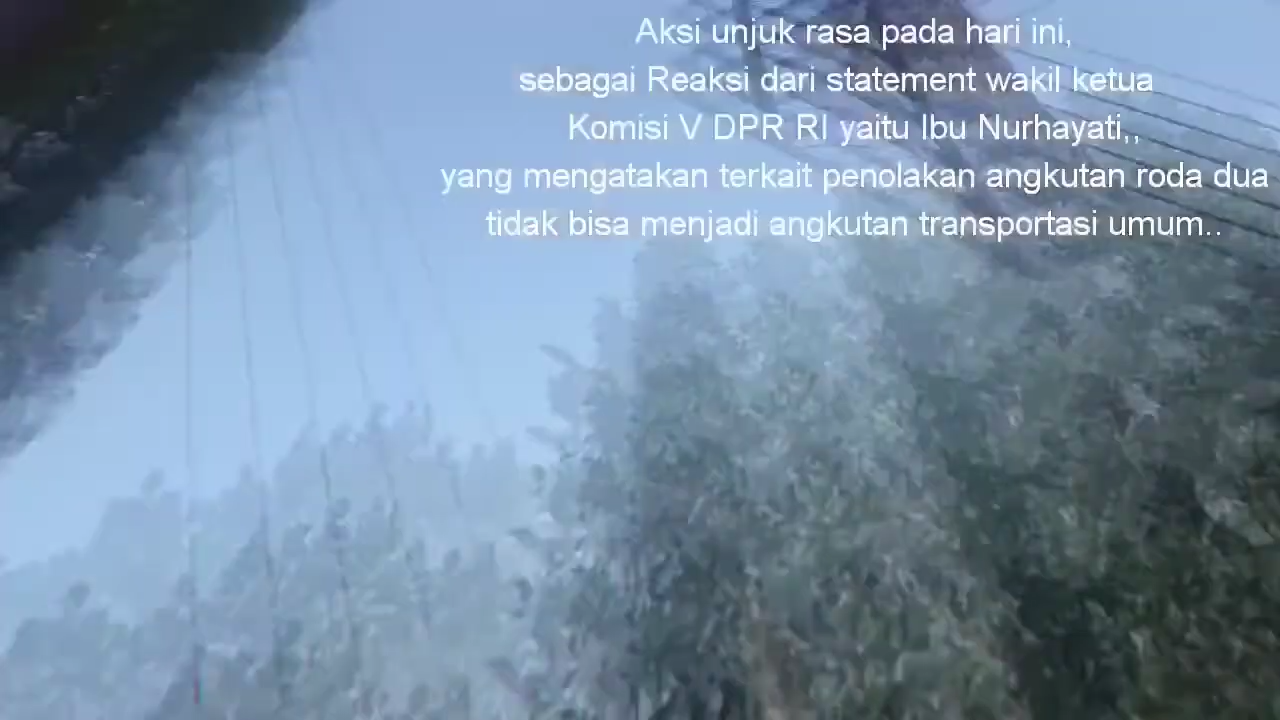 Aksi unjuk rasa pada hari ini,
sebagai Reaksi dari statement wakil ketua
Komisi V DPR RI yaitu Ibu Nurhayati,,
yang mengatakan terkait penolakan angkutan roda dua
tidak bisa menjadi angkutan transportasi umum..